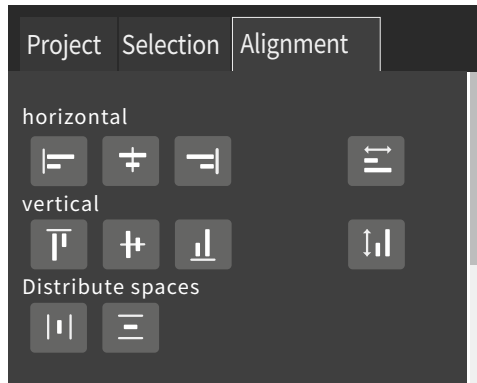 Project Selection Alignment
horizontal
vertical
Distribute spaces